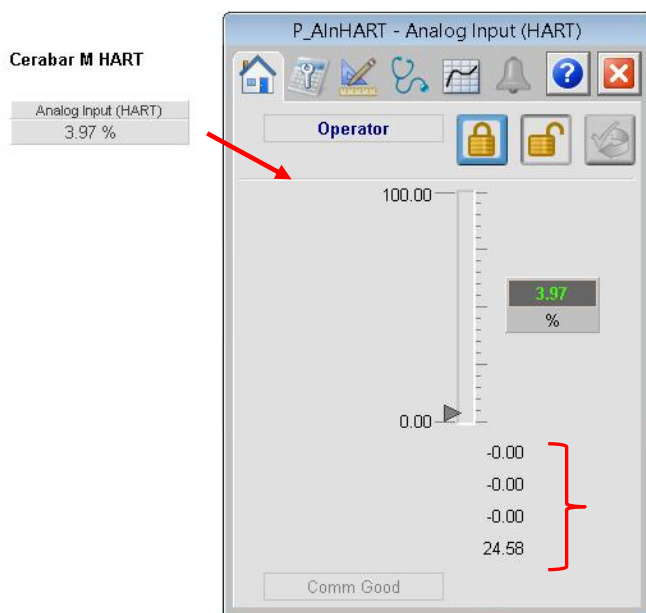 P_AInHART - Analog Input (HART)
Cerabar M HART
Analog Input (HART)
3.97 %
Operator
100.00
3.97
%
0.00
-0.00
-0.00
-0.00
24.58
Comm Good